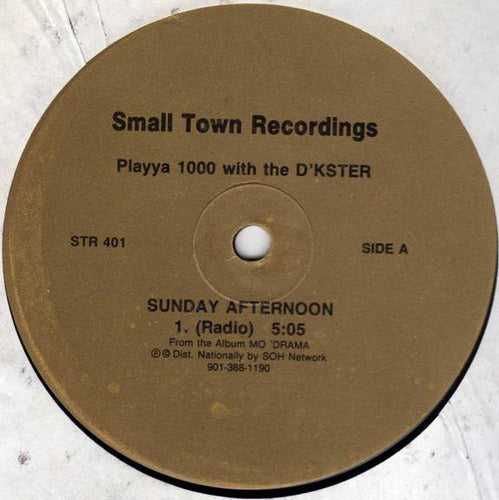 Small Town Recordings
Playya 1000 with the D'KSTER
STR 401
SIDE A
SUNDAY AFTERNOON
1. (Radio) 5:05
From the Album MO 'DRAMA
℗ © Dist. Nationally by SOH Network
901-388-1190